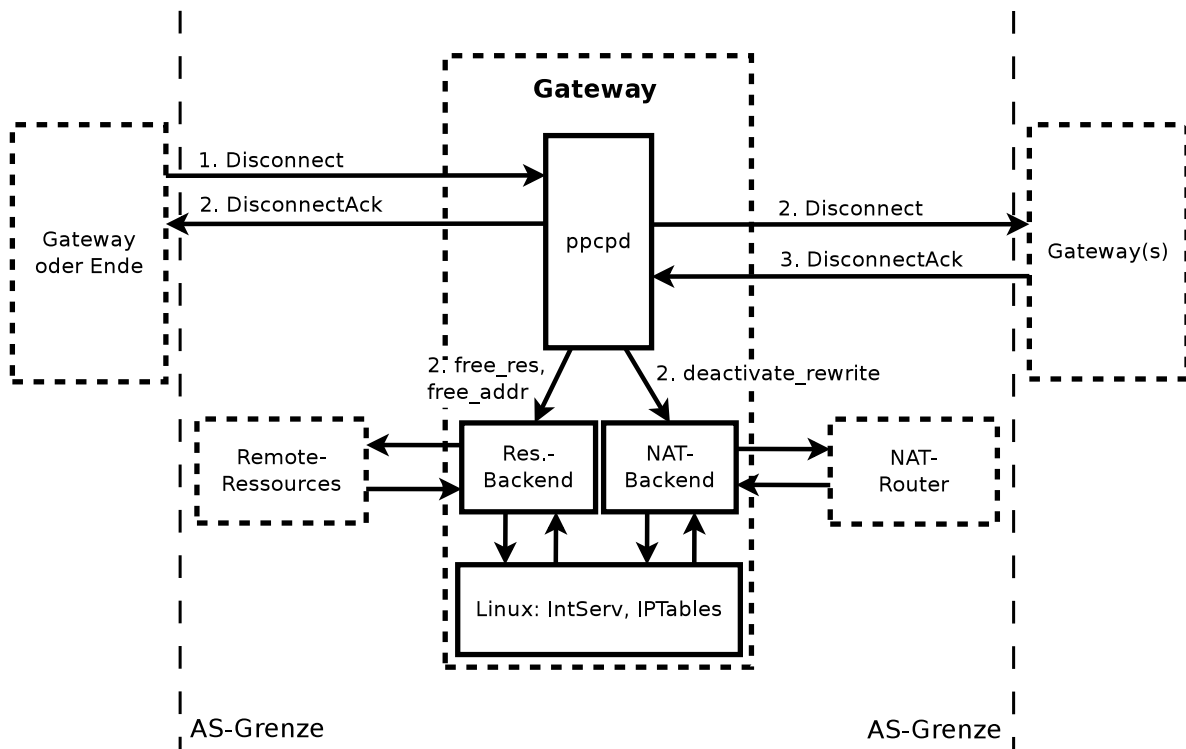 Gateway
1. Disconnect
2. DisconnectAck
2. Disconnect
3. DisconnectAck
Gateway
oder Ende
ppcpd
Gateway(s)
2. free_res,
free_addr
2. deactivate_rewrite
Remote-
Ressources
Res.-
Backend
NAT-
Backend
NAT-
Router
Linux: IntServ, IPTables
AS-Grenze
AS-Grenze